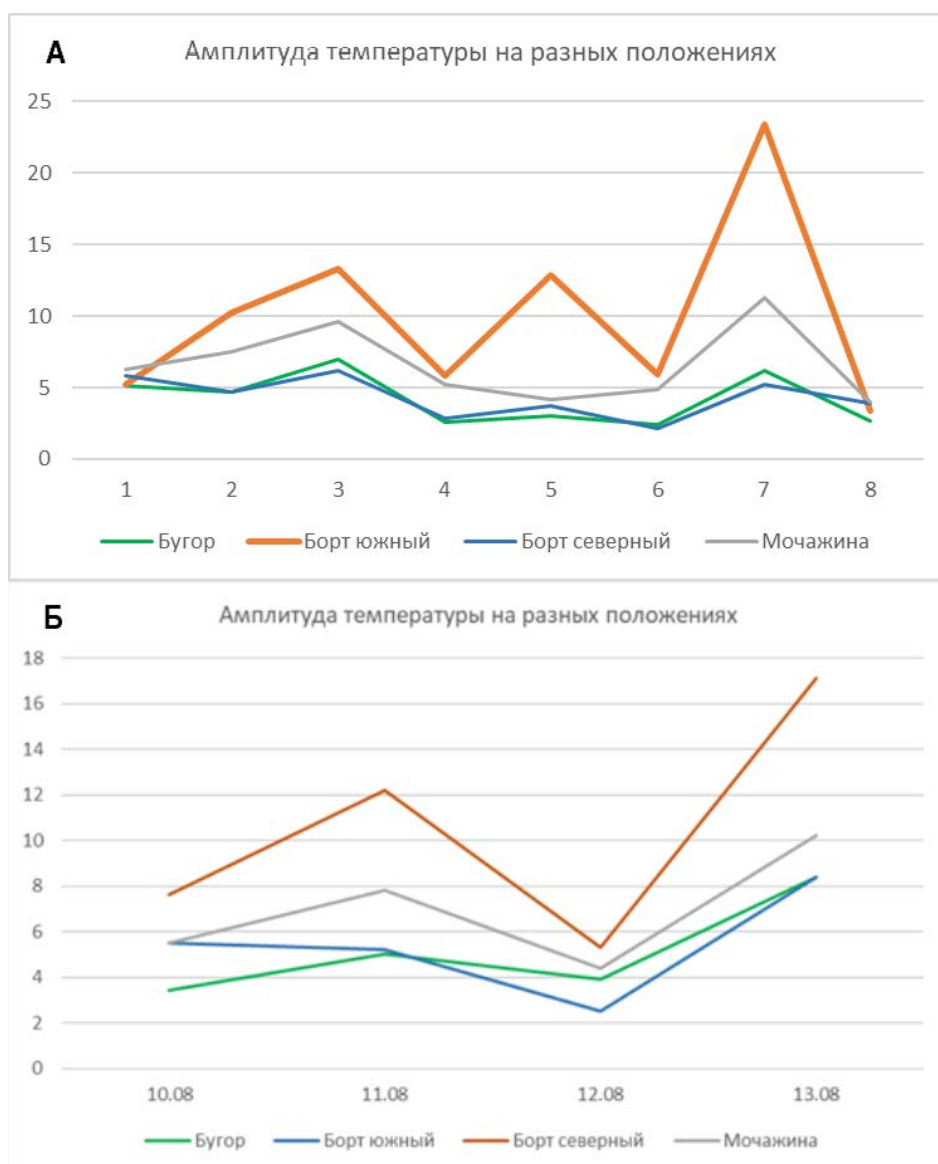 А
Амплитуда температуры на разных положениях
25
20
15
10
5
0
1 2 3 4 5 6 7 8
Бугор Борт южный Борт северный Мочажина
Б
Амплитуда температуры на разных положениях
18
16
14
12
10
8
6
4
2
0
10.08 11.08 12.08 13.08
Бугор Борт южный Борт северный Мочажина